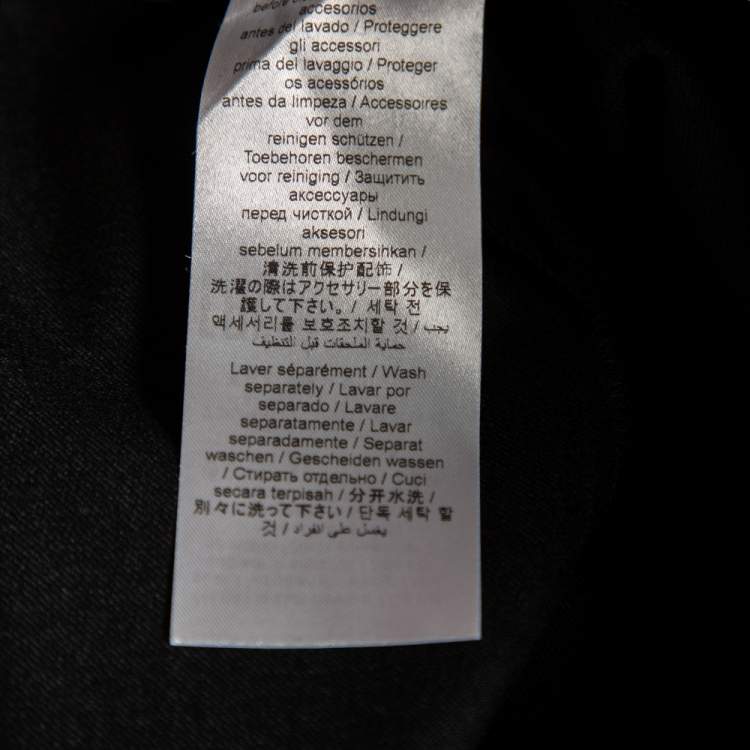 before
accesorios
antes del lavado / Proteggere
gli accessori
prima del lavaggio / Proteger
os acessórios
antes da limpeza / Accessoires
vor dem
reinigen schützen /
Toebehoren beschermen
voor reiniging / Защитить
аксессуары
перед чисткой / Lindungi
aksesori
sebelum membersihkan /
清洗前保护配饰 /
洗濯の際はアクセサリー部分を保
護して下さい。/ 세탁 전
액세서리를 보호조치할 것 / يجب
حماية الملحقات قبل التنظيف
Laver séparément / Wash
separately / Lavar por
separado / Lavare
separatamente / Lavar
separadamente / Separat
waschen / Gescheiden wassen
/ Стирать отдельно / Cuci
secara terpisah / 分开水洗 /
別々に洗って下さい / 단독 세탁 할
것 / يغسل على انفراد